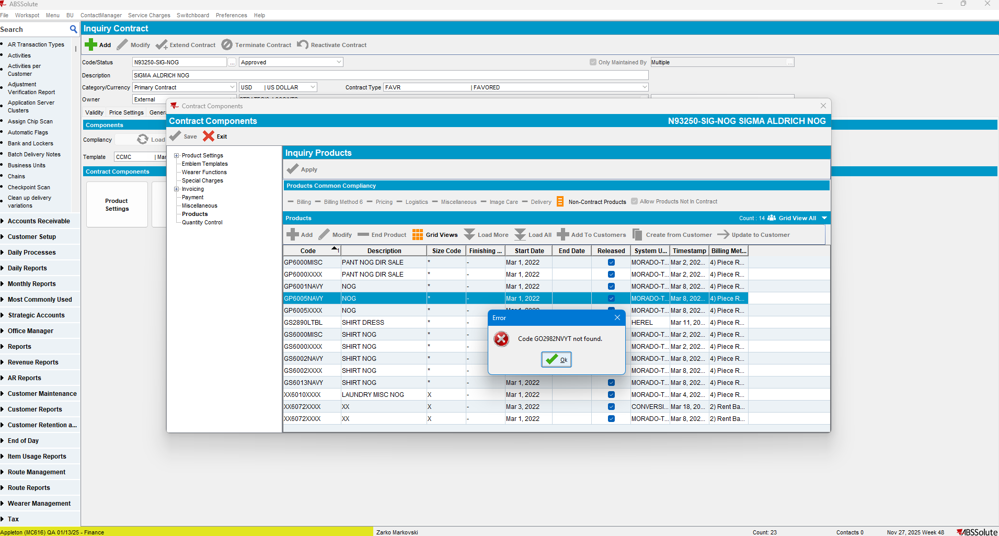 ABSSolute
File Workspot Menu BU ContactManager Service Charges Switchboard Preferences Help
Search
AR Transaction Types
Activities
Activities per
Customer
Adjustment
Verification Report
Application Server
Clusters
Assign Chip Scan
Automatic Flags
Bank and Lockers
Batch Delivery Notes
Business Units
Chains
Checkpoint Scan
Clean up delivery
variations
Accounts Receivable
Customer Setup
Daily Processes
Daily Reports
Monthly Reports
Most Commonly Used
Strategic Accounts
Office Manager
Reports
Revenue Reports
AR Reports
Customer Maintenance
Customer Reports
Customer Retention a...
End of Day
Item Usage Reports
Route Management
Route Reports
Wearer Management
Tax
Inquiry Contract
Add Modify Extend Contract Terminate Contract Reactivate Contract
Code/Status N93250-SIG-NOG ... Approved Only Maintained By Multiple ...
Description SIGMA ALDRICH NOG
Category/Currency Primary Contract USD | US DOLLAR Contract Type FAVR | FAVORED
Owner External
Validity Price Settings Genera
Components
Compliancy Load
Template CCMC | Mar
Contract Components
Product
Settings
Contract Components
Contract Components N93250-SIG-NOG SIGMA ALDRICH NOG
Save Exit
Product Settings
Emblem Templates
Wearer Functions
Special Charges
Invoicing
Payment
Miscellaneous
Products
Quantity Control
Inquiry Products
Apply
Products Common Compliancy
Billing Billing Method 6 Pricing Logistics Miscellaneous Image Care Delivery Non-Contract Products Allow Products Not In Contract
Products Count : 14 Grid View All
Add Modify End Product Grid Views Load More Load All Add To Customers Create from Customer Update to Customer
Code 1 Description Size Code Finishing ... Start Date End Date Released System U... Timestamp Billing Met...
GP6000MISC PANT NOG DIR SALE * - Mar 1, 2022 MORADO-T... Mar 2, 202... 4) Piece R...
GP6000XXXX PANT NOG DIR SALE * - Mar 1, 2022 MORADO-T... Mar 2, 202... 4) Piece R...
GP6001NAVY NOG * - Mar 1, 2022 MORADO-T... Mar 8, 202... 4) Piece R...
GP6005NAVY NOG * - Mar 1, 2022 MORADO-T... Mar 8, 202... 4) Piece R...
GP6005XXXX NOG * - MORADO-T... Mar 8, 202... 4) Piece R...
GS2890LTBL SHIRT DRESS * - HEREL Mar 11, 20... 4) Piece R...
GS6000MISC SHIRT NOG * - MORADO-T... Mar 2, 202... 4) Piece R...
GS6000XXXX SHIRT NOG * - MORADO-T... Mar 2, 202... 4) Piece R...
GS6002NAVY SHIRT NOG * - MORADO-T... Mar 8, 202... 4) Piece R...
GS6002XXXX SHIRT NOG * - MORADO-T... Mar 8, 202... 4) Piece R...
GS6013NAVY SHIRT NOG * - Mar 1, 2022 MORADO-T... Mar 8, 202... 4) Piece R...
XX6010XXXX LAUNDRY MISC NOG X - Mar 1, 2022 MORADO-T... Mar 4, 202... 4) Piece R...
XX6072XXXX XX X - Mar 3, 2022 CONVERSI... Mar 18, 20... 2) Rent Ba...
XX6072XXXX XX X - Mar 1, 2022 MORADO-T... Mar 8, 202... 2) Rent Ba...
Error
Code GO2982NVYT not found.
Ok
Appleton (MC616) QA 01/13/25 - Finance Zarko Markovski Count: 23 Contacts 0 Nov 27, 2025 Week 48 ABSSolute